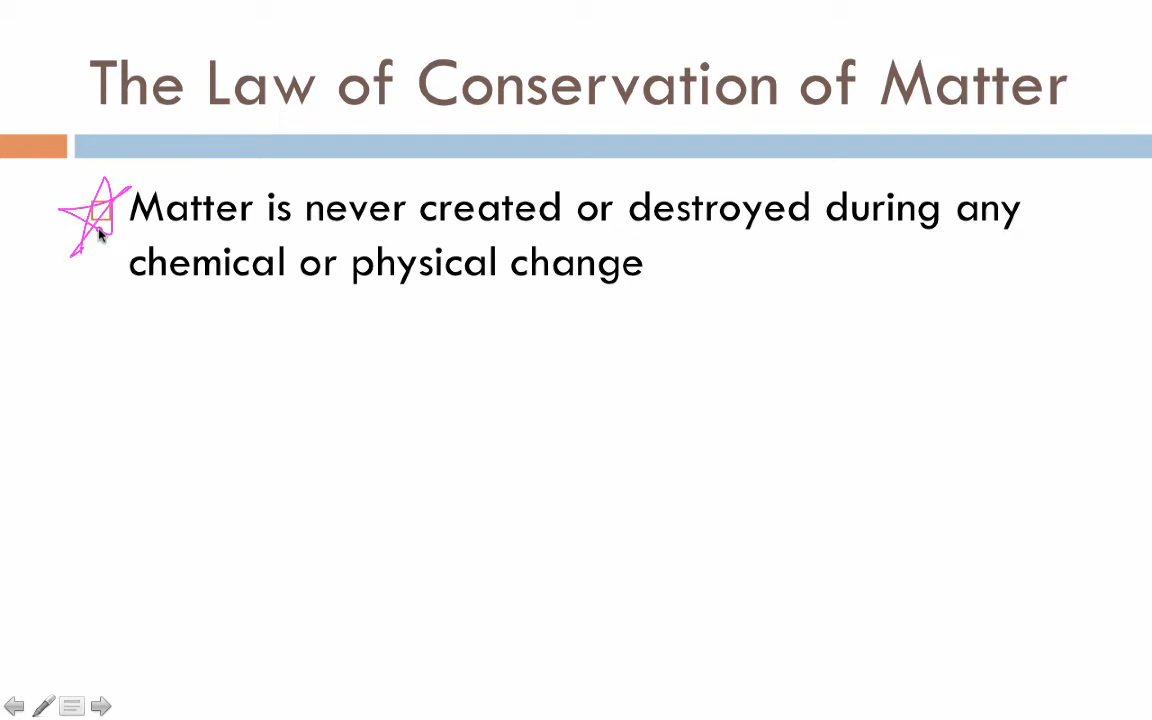 The Law of Conservation of Matter
Matter is never created or destroyed during any
chemical or physical change